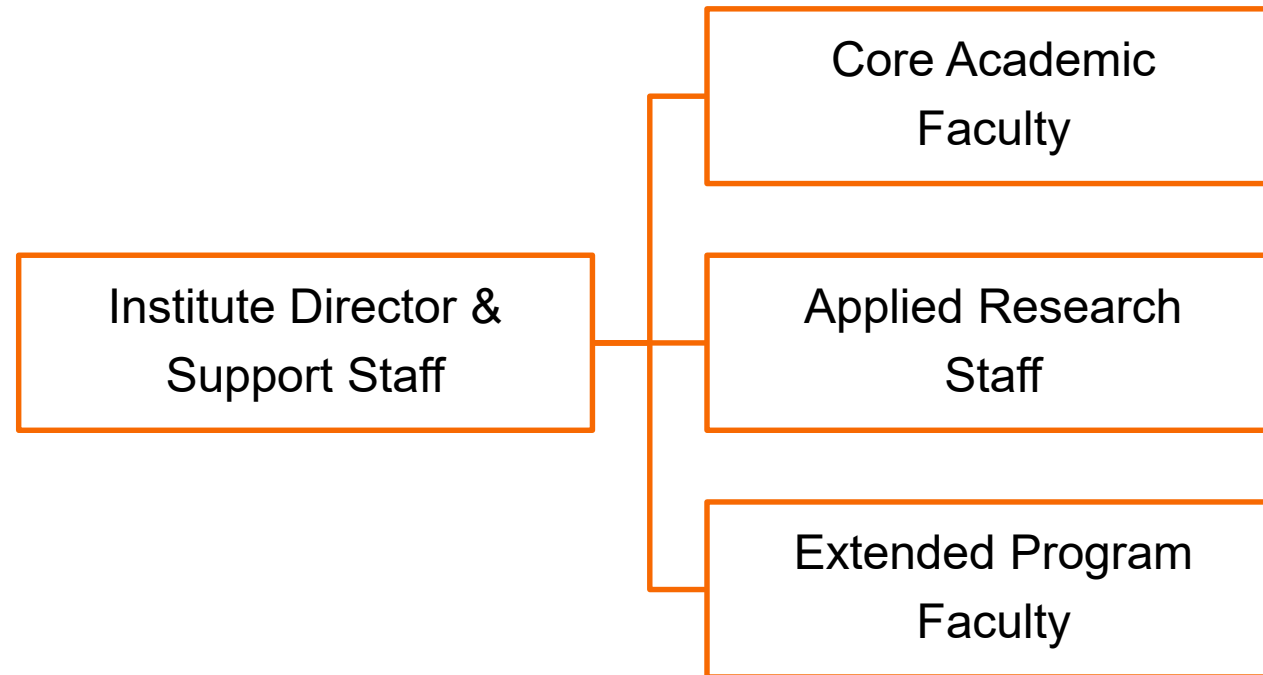 Core Academic
Faculty
Institute Director &
Support Staff
Applied Research
Staff
Extended Program
Faculty